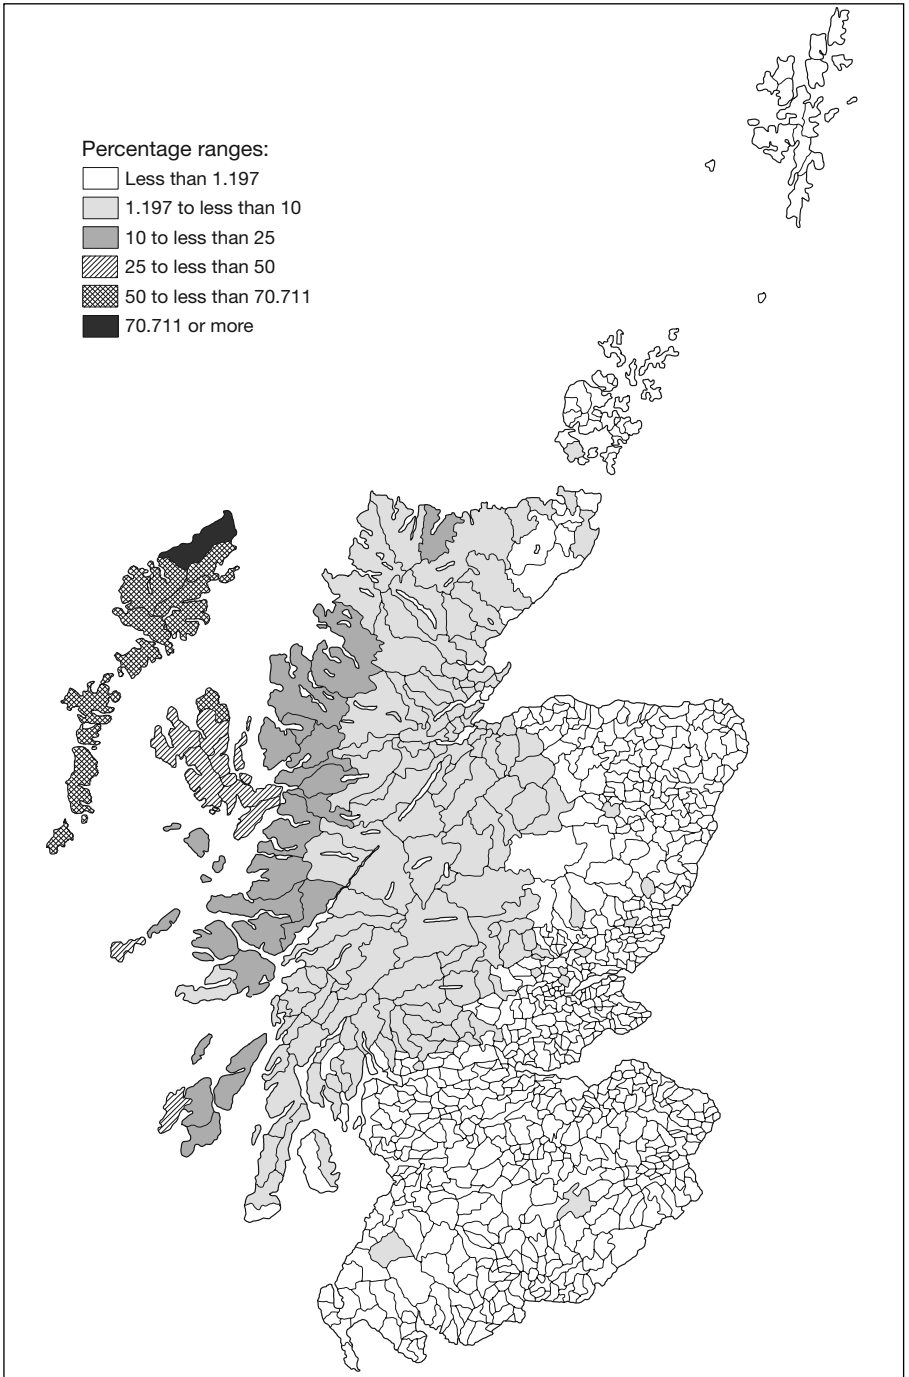 Percentage ranges:
Less than 1.197
1.197 to less than 10
10 to less than 25
25 to less than 50
50 to less than 70.711
70.711 or more